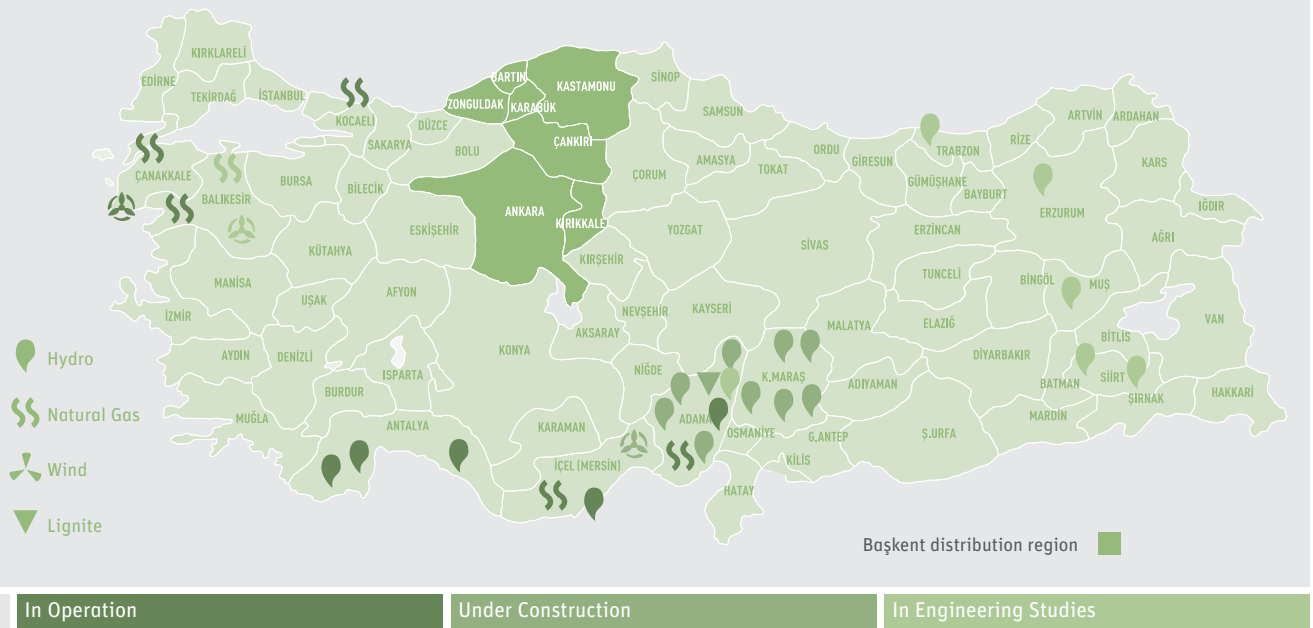 KIRKLARELİ
EDİRNE
TEKİRDAĞ
İSTANBUL
KOCAELİ
SAKARYA
DÜZCE
BOLU
ZONGULDAK
BARTIN
KARABÜK
KASTAMONU
SİNOP
SAMSUN
ÇANKIRI
ÇORUM
AMASYA
TOKAT
ORDU
GİRESUN
TRABZON
GÜMÜŞHANE
BAYBURT
RİZE
ARTVİN
ARDAHAN
KARS
IĞDIR
ERZURUM
AĞRI
ÇANAKKALE
BALIKESİR
BURSA
BİLECİK
ANKARA
KIRIKKALE
ESKİŞEHİR
KÜTAHYA
YOZGAT
SİVAS
ERZİNCAN
KIRŞEHİR
TUNCELİ
BİNGÖL
MUŞ
MANİSA
UŞAK
AFYON
NEVŞEHİR
KAYSERİ
MALATYA
ELAZIĞ
BİTLİS
VAN
İZMİR
AYDIN
DENİZLİ
ISPARTA
KONYA
AKSARAY
NİĞDE
K.MARAŞ
ADIYAMAN
DİYARBAKIR
BATMAN
SİİRT
ŞIRNAK
HAKKARİ
MARDİN
MUĞLA
BURDUR
ANTALYA
KARAMAN
İÇEL (MERSİN)
ADANA
OSMANİYE
G.ANTEP
KİLİS
Ş.URFA
HATAY
Hydro
Natural Gas
Wind
Lignite
Başkent distribution region
In Operation
Under Construction
In Engineering Studies